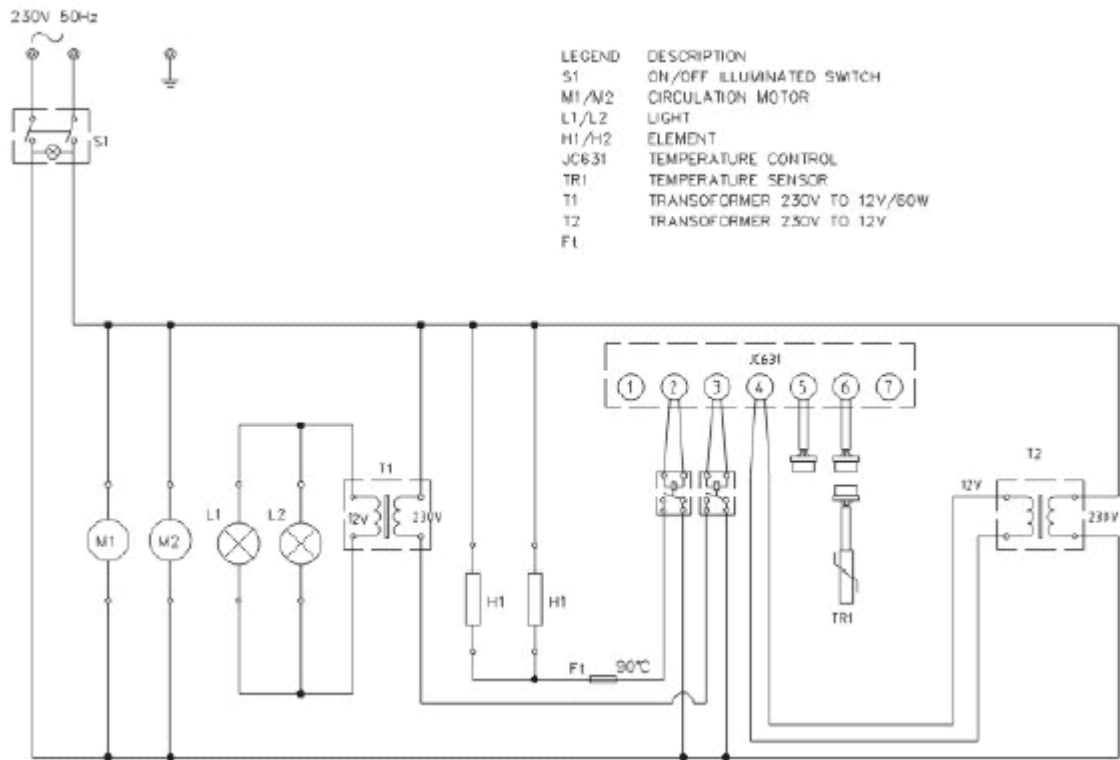 230V 50Hz
LEGEND DESCRIPTION
S1 ON/OFF ILLUMINATED SWITCH
M1/M2 CIRCULATION MOTOR
L1/L2 LIGHT
H1/H2 ELEMENT
JC631 TEMPERATURE CONTROL
TR1 TEMPERATURE SENSOR
T1 TRANSOFORMER 230V TO 12V/60W
T2 TRANSOFORMER 230V TO 12V
Ft
S1
JC631
1 2 3 4 5 6 7
T1
T2
12V
230V
12V
230V
L1
L2
M1
M2
H1
H1
TR1
Ft
90℃